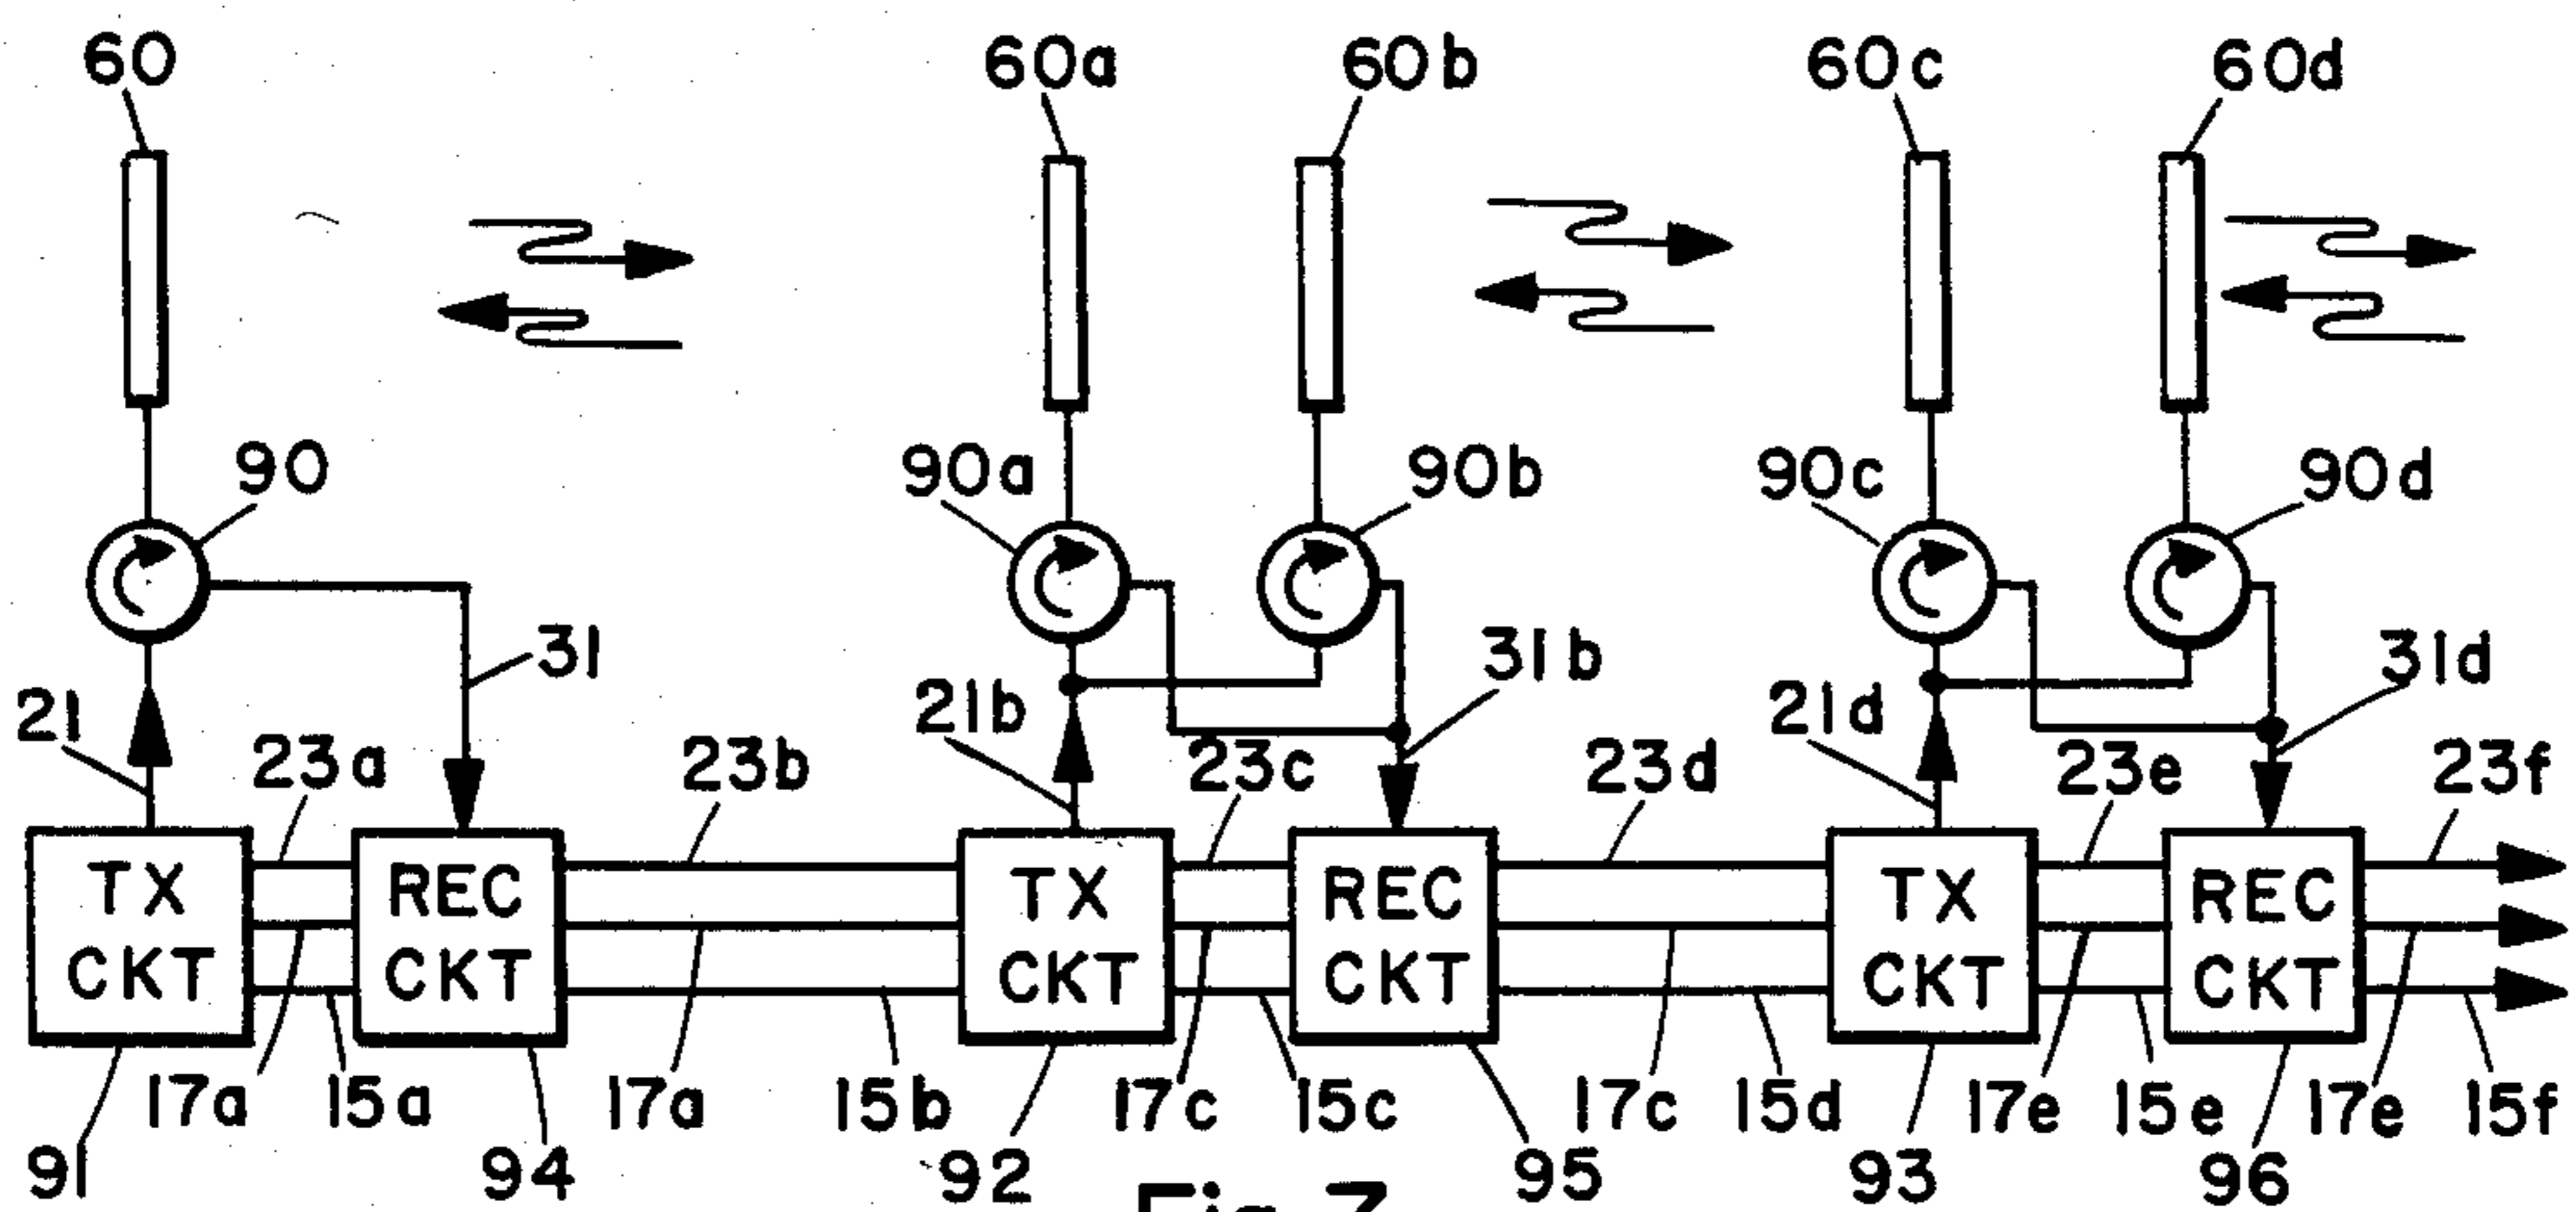 60 60a 60b 60c 60d
90 90a 90b 90c 90d
31 31b 31d
21 21b 21d
23a 23b 23c 23d 23e 23f
TX REC TX REC TX REC
CKT CKT CKT CKT CKT CKT
17a 15a 17a 15b 17c 15c 17c 15d 17e 15e 17e 15f
91 94 92 95 93 96
Fig. 7